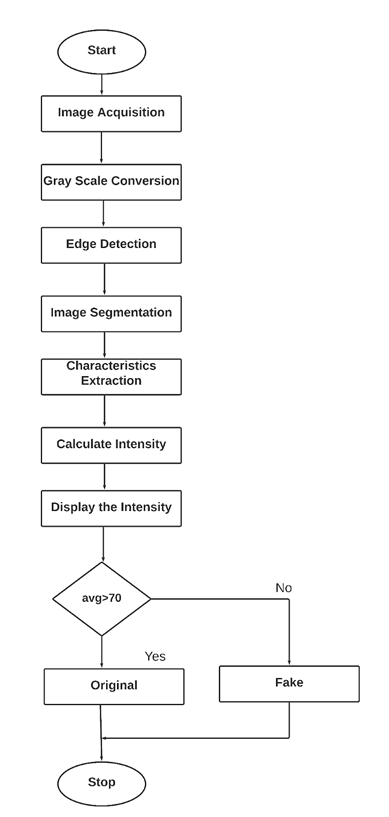 Start
Image Acquisition
Gray Scale Conversion
Edge Detection
Image Segmentation
Characteristics
Extraction
Calculate Intensity
Display the Intensity
avg>70
No
Yes
Original
Fake
Stop